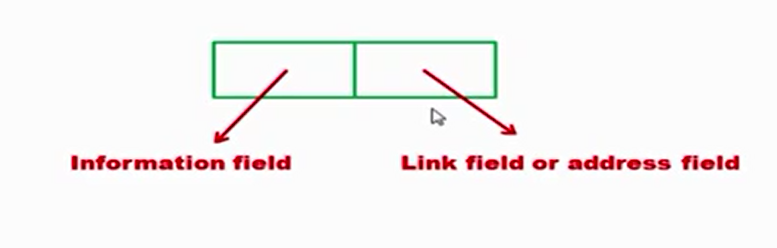 Information field
Link field or address field